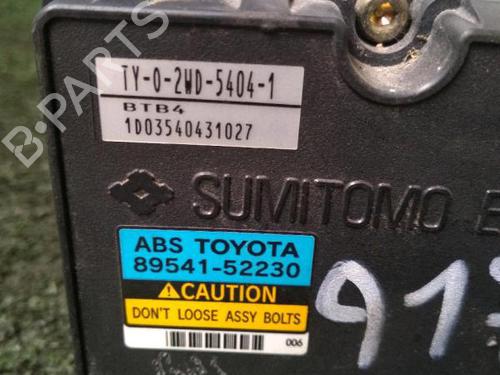 B-PARTS
TY-0-2WD-5404-1
BTB4
1D03540431027
SUMITOMO E
ABS TOYOTA
89541-52230
CAUTION
DON'T LOOSE ASSY BOLTS
006